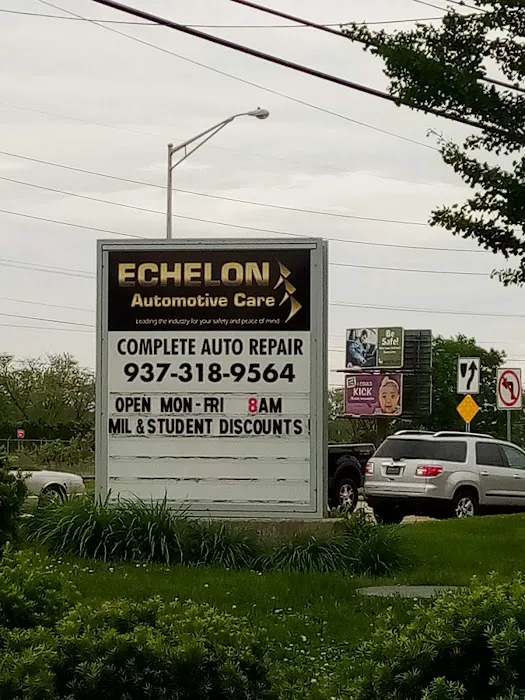 ECHELON
Automotive Care
Leading the industry for your safety and peace of mind
COMPLETE AUTO REPAIR
937-318-9564
OPEN MON-FRI 8AM
MIL & STUDENT DISCOUNTS !
Be
Safe!
KICK